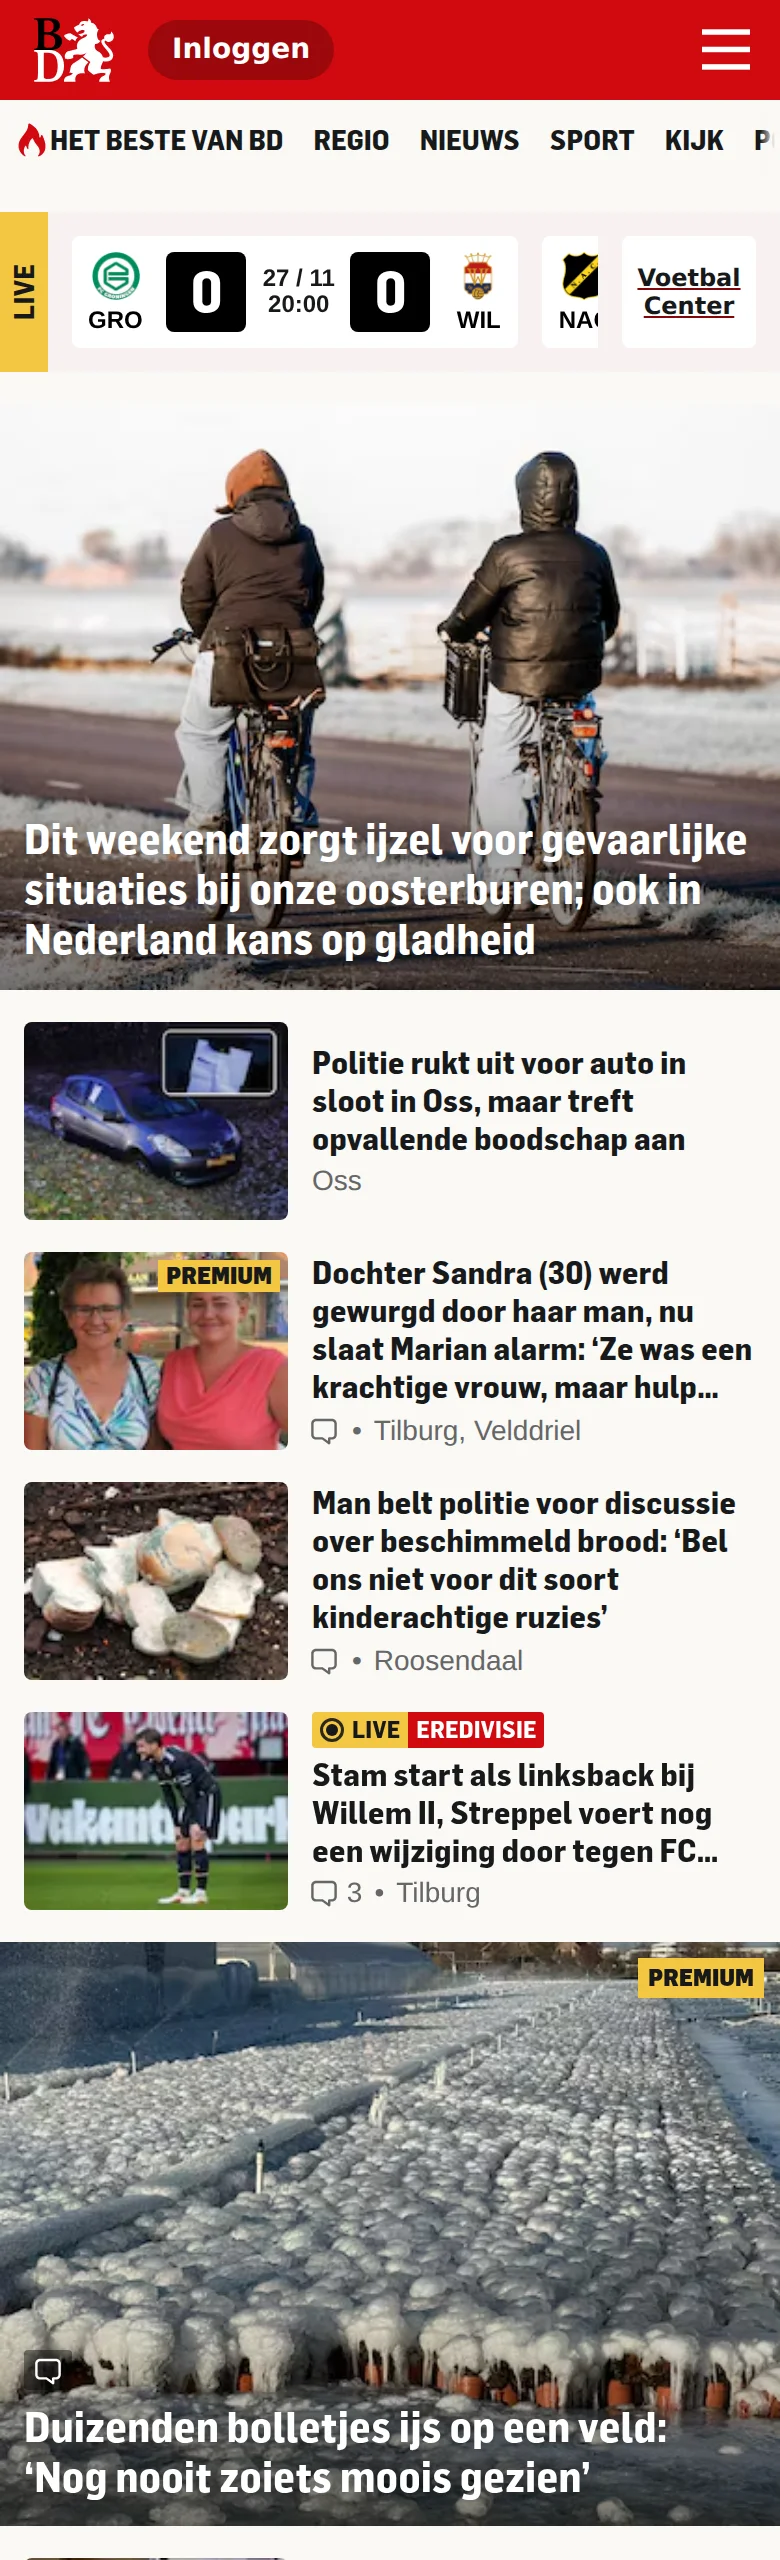 BD
Inloggen
HET BESTE VAN BD REGIO NIEUWS SPORT KIJK
LIVE
GRO
0
27 / 11
20:00
0
WIL
NAC
Voetbal
Center
Dit weekend zorgt ijzel voor gevaarlijke
situaties bij onze oosterburen; ook in
Nederland kans op gladheid
Politie rukt uit voor auto in
sloot in Oss, maar treft
opvallende boodschap aan
Oss
PREMIUM
Dochter Sandra (30) werd
gewurgd door haar man, nu
slaat Marian alarm: ‘Ze was een
krachtige vrouw, maar hulp...
• Tilburg, Velddriel
Man belt politie voor discussie
over beschimmeld brood: ‘Bel
ons niet voor dit soort
kinderachtige ruzies’
• Roosendaal
LIVE EREDIVISIE
Stam start als linksback bij
Willem II, Streppel voert nog
een wijziging door tegen FC...
3 • Tilburg
PREMIUM
Duizenden bolletjes ijs op een veld:
‘Nog nooit zoiets moois gezien’